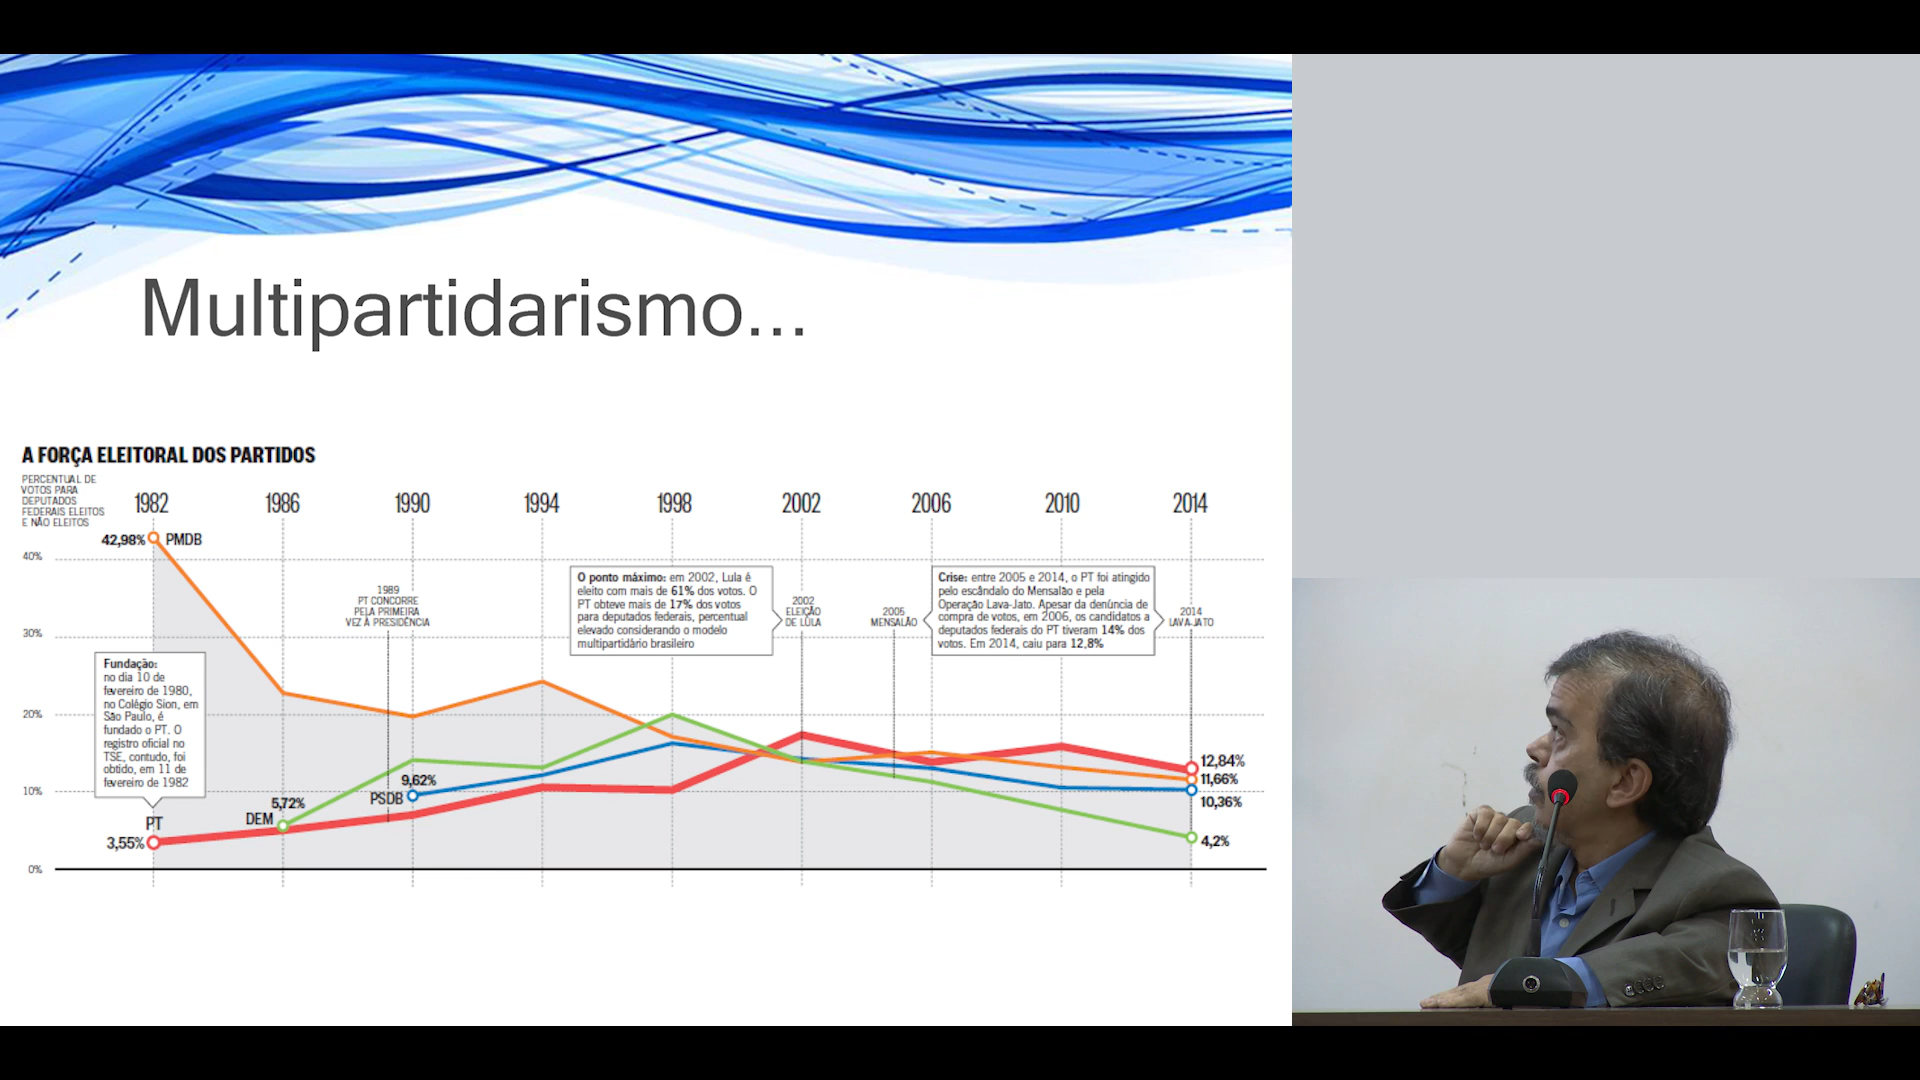 Multipartidarismo...
A FORÇA ELEITORAL DOS PARTIDOS
PERCENTUAL DE
VOTOS PARA
DEPUTADOS
FEDERAIS ELEITOS
E NÃO ELEITOS
1982
1986
1990
1994
1998
2002
2006
2010
2014
42,98%
PMDB
40%
30%
20%
10%
0%
Fundação:
no dia 10 de
fevereiro de 1980,
no Colégio Sion, em
São Paulo, é
fundado o PT. O
registro oficial no
TSE, contudo, foi
obtido, em 11 de
fevereiro de 1982
PT
3,55%
5,72%
DEM
1989
PT CONCORRE
PELA PRIMEIRA
VEZ À PRESIDÊNCIA
9,62%
PSDB
O ponto máximo: em 2002, Lula é
eleito com mais de 61% dos votos. O
PT obteve mais de 17% dos votos
para deputados federais, percentual
elevado considerando o modelo
multipartidário brasileiro
2002
ELEIÇÃO
DE LULA
2005
MENSALÃO
Crise: entre 2005 e 2014, o PT foi atingido
pelo escândalo do Mensalão e pela
Operação Lava-Jato. Apesar da denúncia de
compra de votos, em 2006, os candidatos a
deputados federais do PT tiveram 14% dos
votos. Em 2014, caiu para 12,8%
2014
LAVA-JATO
12,84%
11,66%
10,36%
4,2%